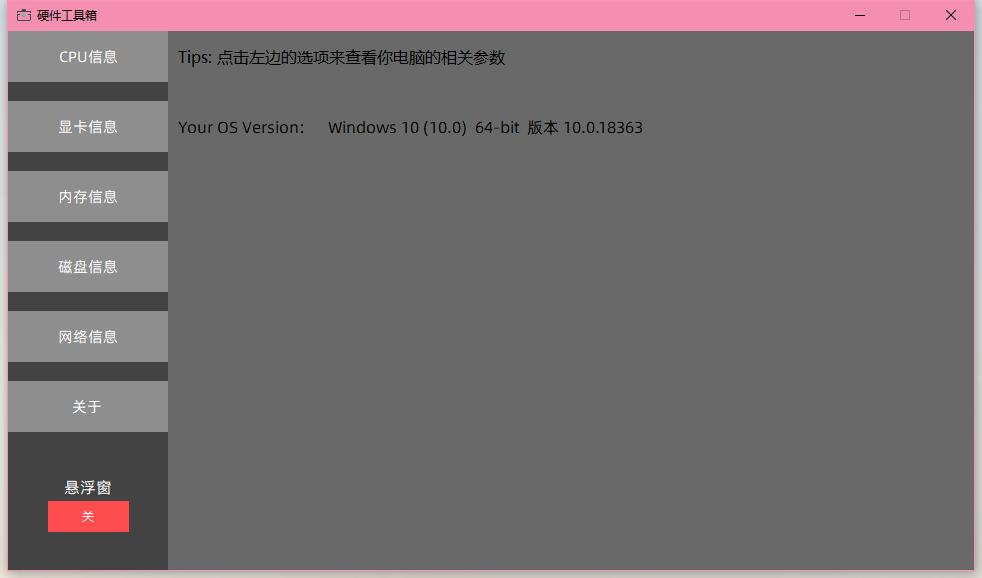 硬件工具箱
CPU信息
Tips: 点击左边的选项来查看你电脑的相关参数
显卡信息
Your OS Version: Windows 10 (10.0) 64-bit 版本 10.0.18363
内存信息
磁盘信息
网络信息
关于
悬浮窗
关